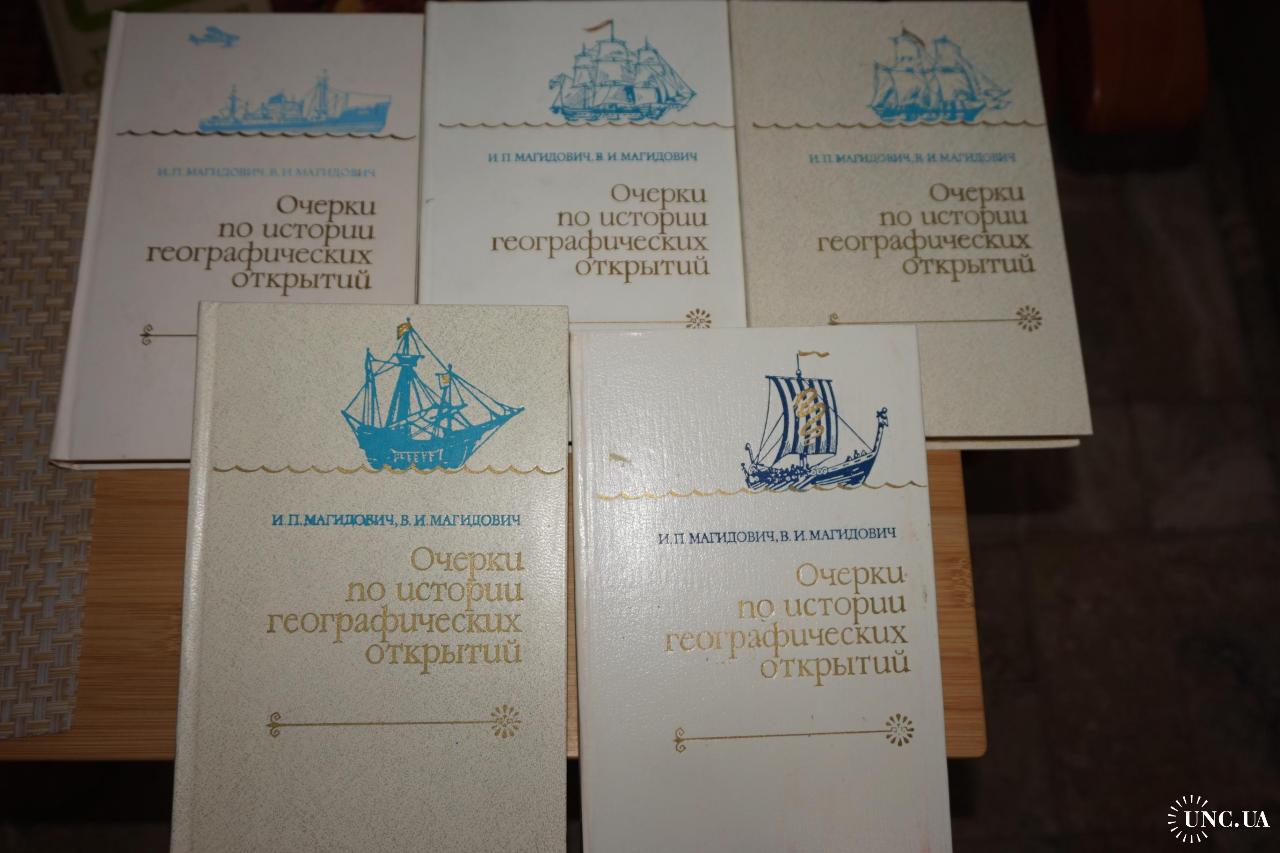 И. П. МАГИДОВИЧ, В. И. МАГИДОВИЧ
Очерки
по истории
географических
открытий
И. П. МАГИДОВИЧ, В. И. МАГИДОВИЧ
Очерки
по истории
географических
открытий
И. П. МАГИДОВИЧ, В. И. МАГИДОВИЧ
Очерки
по истории
географических
открытий
И. П. МАГИДОВИЧ, В. И. МАГИДОВИЧ
Очерки
по истории
географических
открытий
И. П. МАГИДОВИЧ, В. И. МАГИДОВИЧ
Очерки
по истории
географических
открытий
UNC.UA